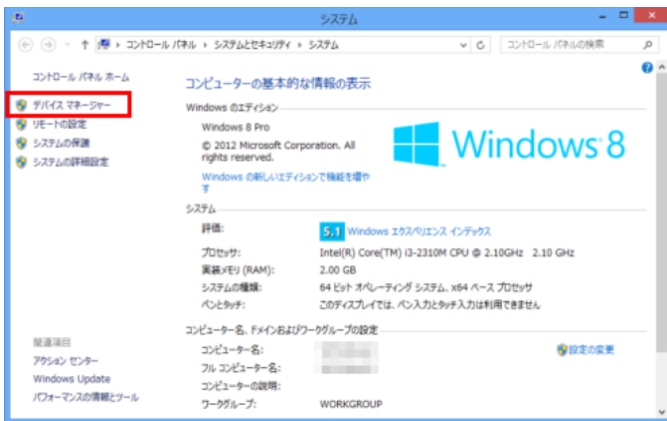 システム
コントロール パネル › システムとセキュリティ › システム
コントロール パネルの検索
コントロール パネル ホーム
デバイス マネージャー
リモートの設定
システムの保護
システムの詳細設定
コンピューターの基本的な情報の表示
Windows のエディション
Windows 8 Pro
© 2012 Microsoft Corporation. All
rights reserved.
Windows の新しいエディションで機能を増や
す
Windows 8
システム
評価:
5.1 Windows エクスペリエンス インデックス
プロセッサ: Intel(R) Core(TM) i3-2310M CPU @ 2.10GHz 2.10 GHz
実装メモリ (RAM): 2.00 GB
システムの種類: 64 ビット オペレーティング システム、x64 ベース プロセッサ
ペンとタッチ: このディスプレイでは、ペン入力とタッチ入力は利用できません
コンピューター名、ドメインおよびワークグループの設定
コンピューター名:
設定の変更
フル コンピューター名:
コンピューターの説明:
ワークグループ: WORKGROUP
関連項目
アクション センター
Windows Update
パフォーマンスの情報とツール